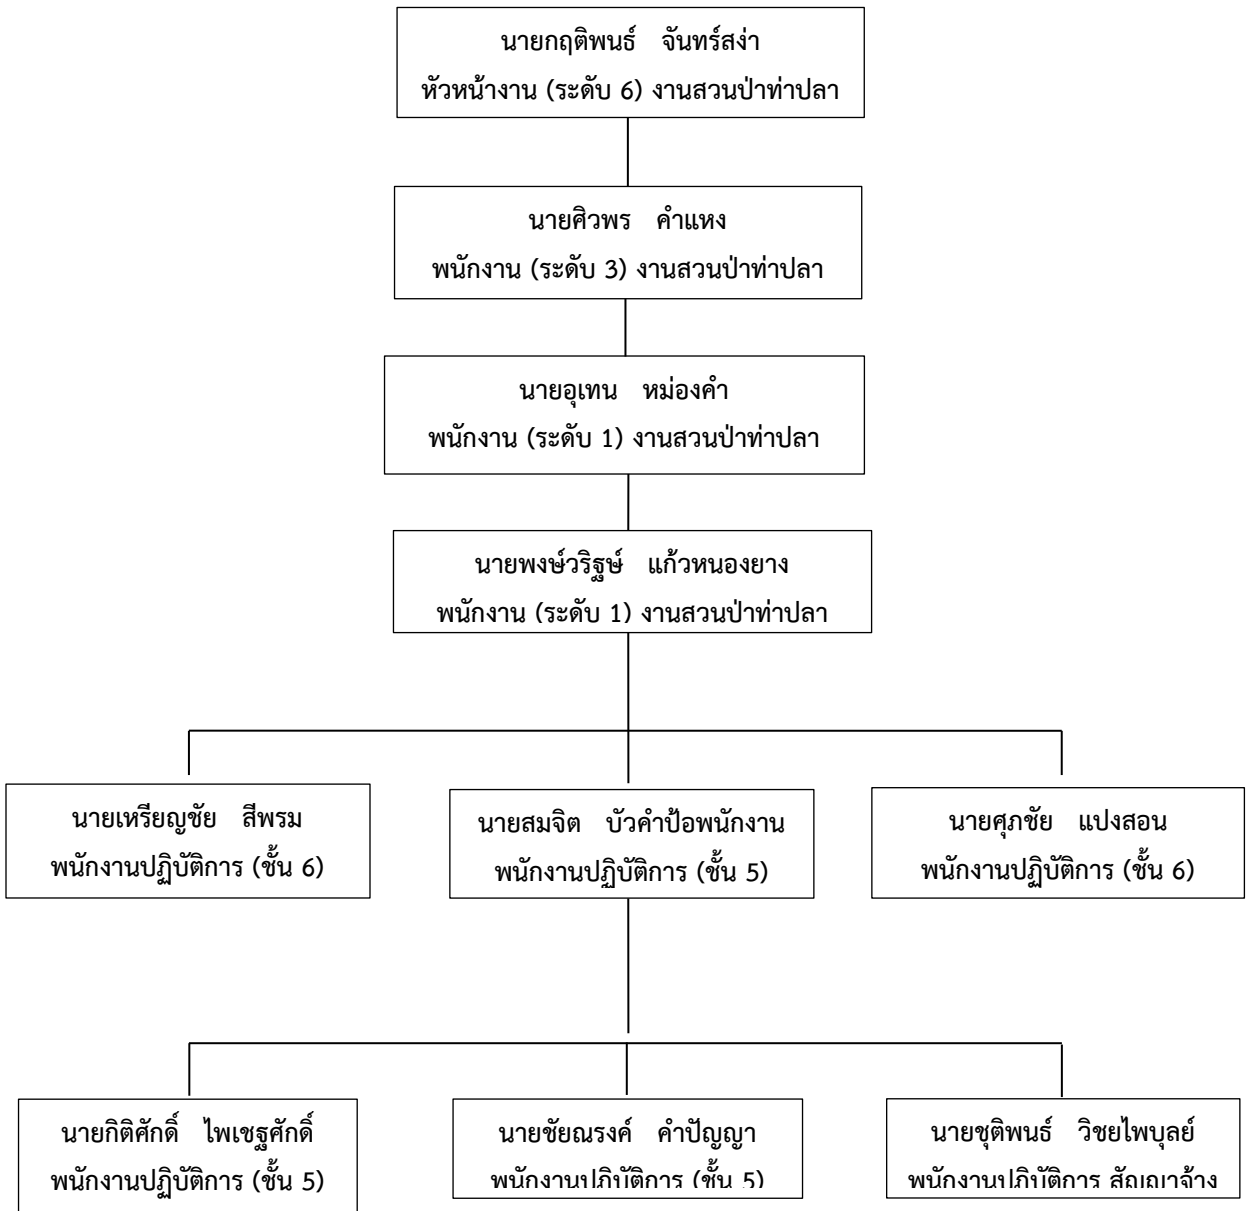 นายกฤติพนธ์ จันทร์สง่า
หัวหน้างาน (ระดับ 6) งานสวนป่าท่าปลา
นายศิวพร คำแหง
พนักงาน (ระดับ 3) งานสวนป่าท่าปลา
นายอุเทน หม่องคำ
พนักงาน (ระดับ 1) งานสวนป่าท่าปลา
นายพงษ์วริฐษ์ แก้วหนองยาง
พนักงาน (ระดับ 1) งานสวนป่าท่าปลา
นายเหรียญชัย สีพรม
พนักงานปฏิบัติการ (ชั้น 6)
นายสมจิต บัวคำป้อพนักงาน
พนักงานปฏิบัติการ (ชั้น 5)
นายศุภชัย แปงสอน
พนักงานปฏิบัติการ (ชั้น 6)
นายกิติศักดิ์ ไพเชฐศักดิ์
พนักงานปฏิบัติการ (ชั้น 5)
นายชัยณรงค์ คำปัญญา
พนักงานปฏิบัติการ (ชั้น 5)
นายชุติพนธ์ วิชยไพบุลย์
พนักงานปฏิบัติการ สัญญาจ้าง